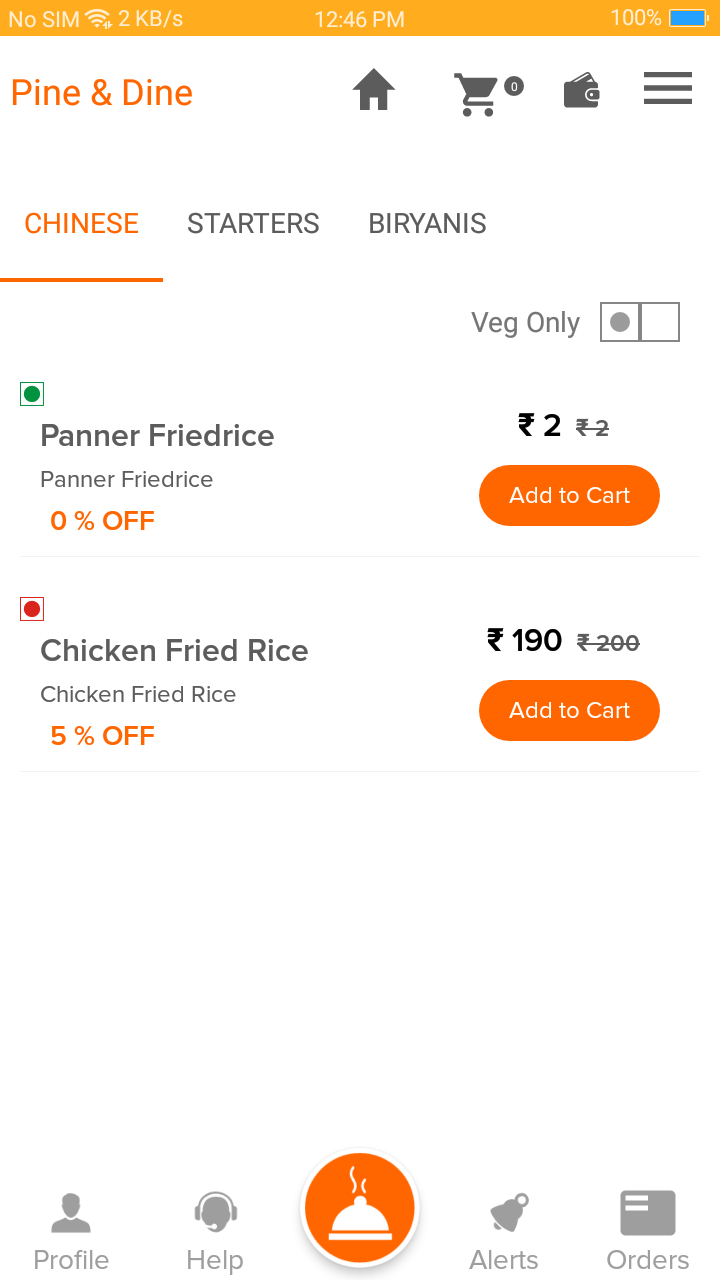 No SIM 2 KB/s 12:46 PM 100%
Pine & Dine 0
CHINESE STARTERS BIRYANIS
Veg Only
Panner Friedrice ₹ 2 ₹ 2
Panner Friedrice Add to Cart
0 % OFF
Chicken Fried Rice ₹ 190 ₹ 200
Chicken Fried Rice Add to Cart
5 % OFF
Profile Help Alerts Orders